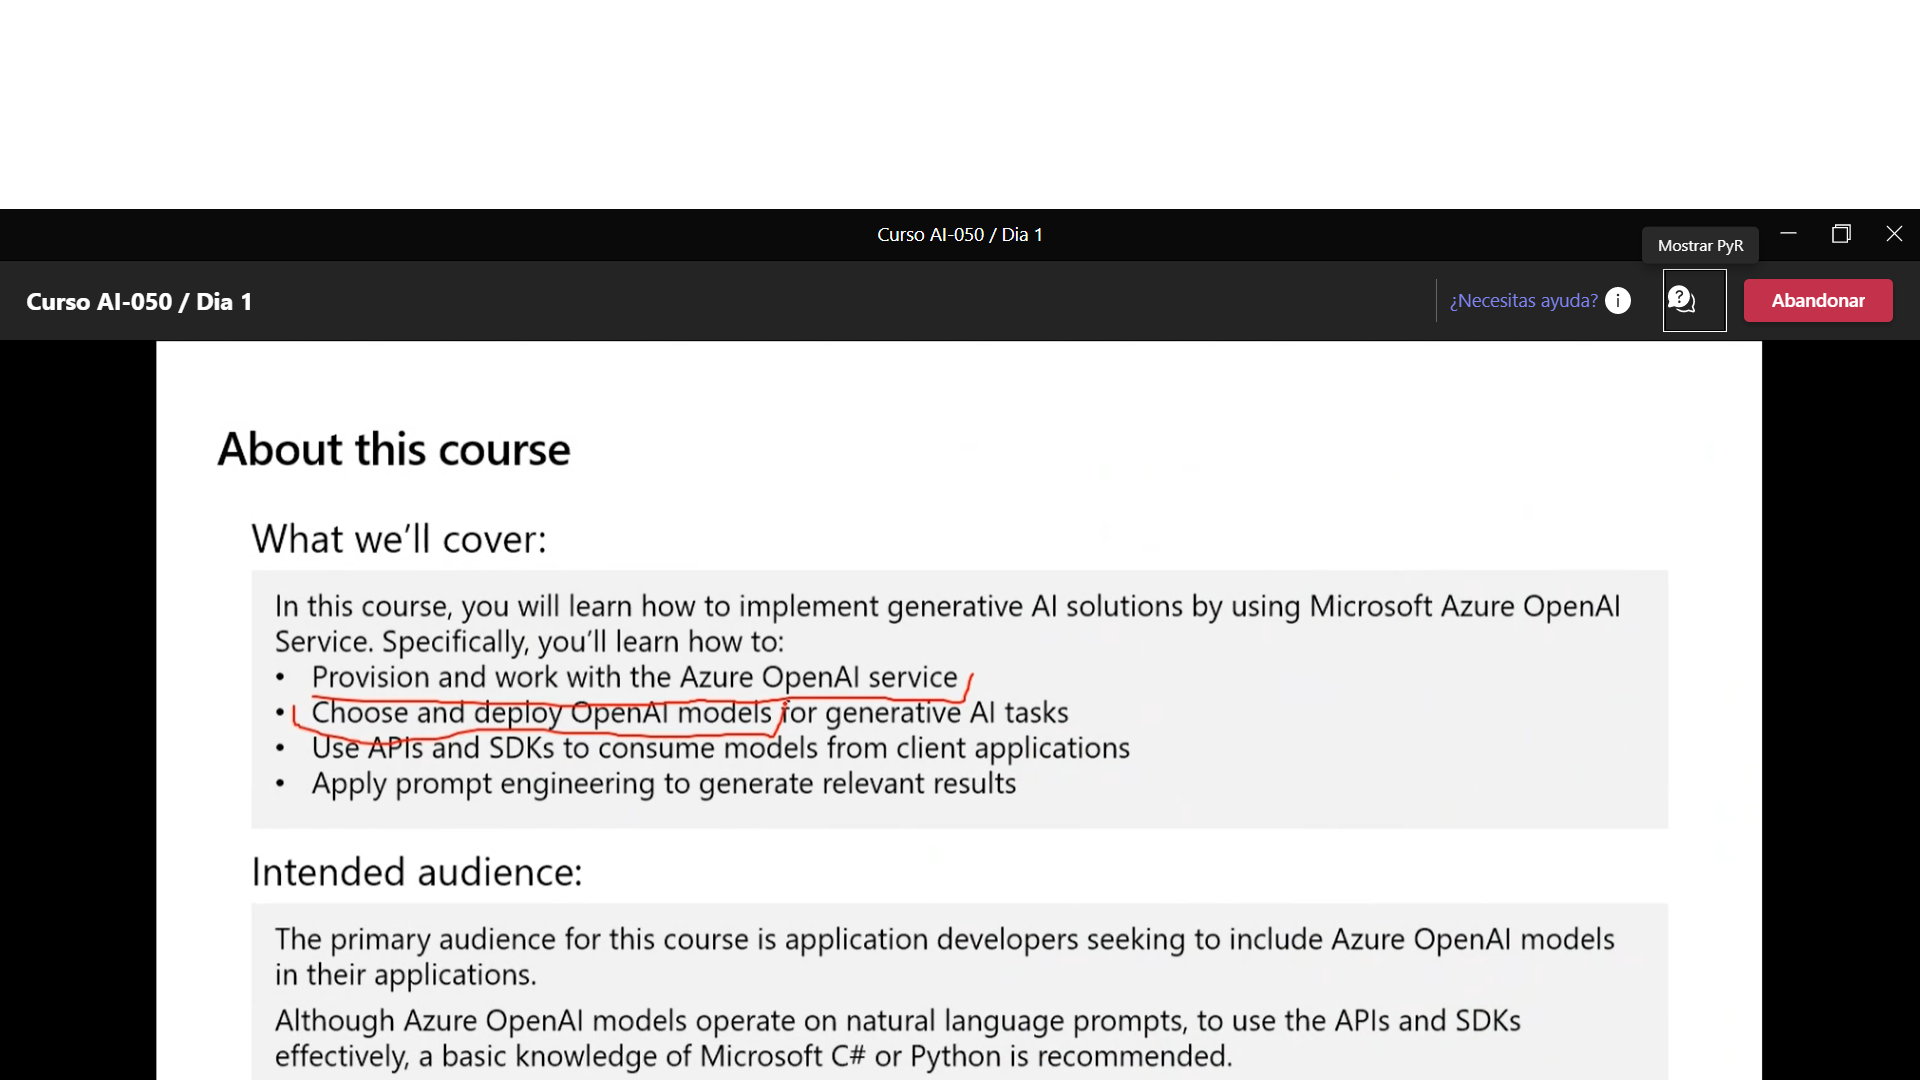 Curso AI-050 / Dia 1
Mostrar PyR
Curso AI-050 / Dia 1
¿Necesitas ayuda?
Abandonar
About this course
What we’ll cover:
In this course, you will learn how to implement generative AI solutions by using Microsoft Azure OpenAI
Service. Specifically, you’ll learn how to:
• Provision and work with the Azure OpenAI service
• Choose and deploy OpenAI models for generative AI tasks
• Use APIs and SDKs to consume models from client applications
• Apply prompt engineering to generate relevant results
Intended audience:
The primary audience for this course is application developers seeking to include Azure OpenAI models
in their applications.
Although Azure OpenAI models operate on natural language prompts, to use the APIs and SDKs
effectively, a basic knowledge of Microsoft C# or Python is recommended.